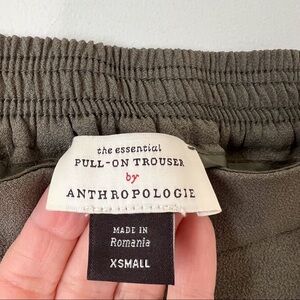 the essential
PULL-ON TROUSER
by
ANTHROPOLOGIE
MADE IN
Romania
XSMALL